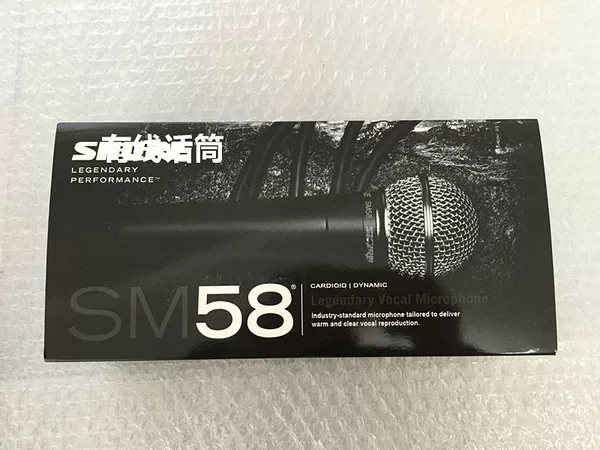 有线话筒
LEGENDARY
PERFORMANCE™
SM58®
CARDIOID | DYNAMIC
Legendary Vocal Microphone
Industry-standard microphone tailored to deliver
warm and clear vocal reproduction.